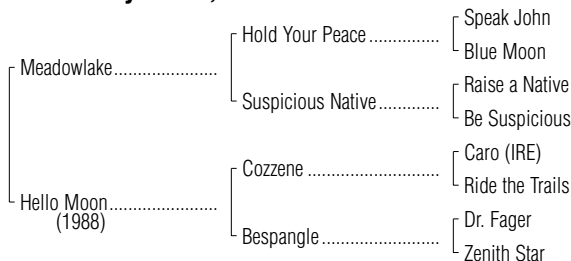 Speak John
Hold Your Peace..............
Blue Moon
Meadowlake.....................
Raise a Native
Suspicious Native............
Be Suspicious
Caro (IRE)
Cozzene ..........................
Ride the Trails
Hello Moon......................
(1988)
Dr. Fager
Bespangle........................
Zenith Star